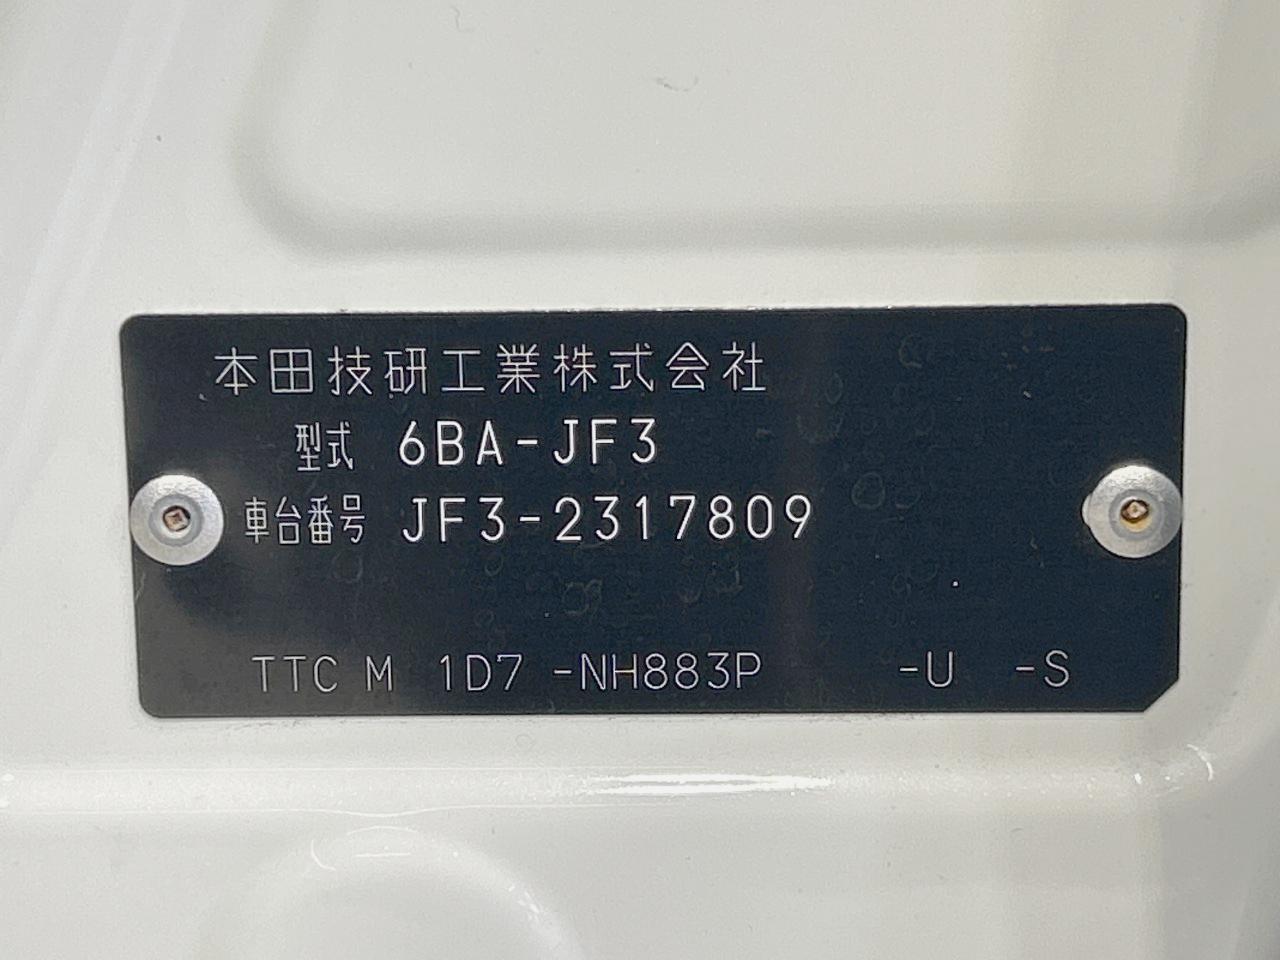 本田技研工業株式会社
型式 6BA-JF3
車台番号 JF3-2317809
TTC M 1D7 -NH883P -U -S